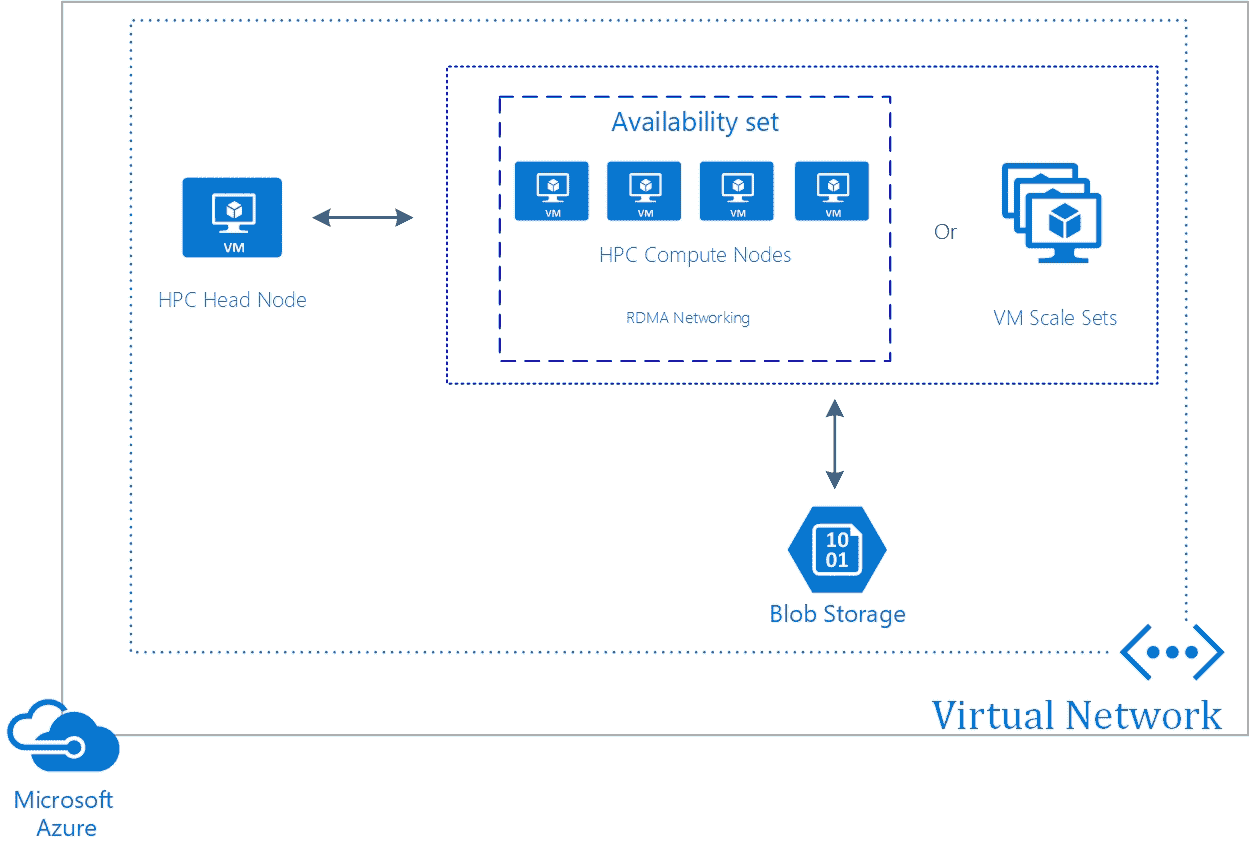 Availability set
VM
VM
VM
VM
VM
HPC Compute Nodes
Or
HPC Head Node
RDMA Networking
VM Scale Sets
10
01
Blob Storage
Virtual Network
Microsoft
Azure